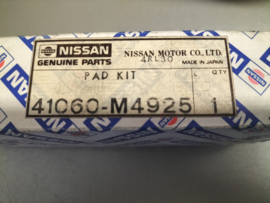 NISSAN
NISSAN MOTOR CO., LTD.
GENUINE PARTS
MADE IN JAPAN
PAD KIT
QTY
41060-M4925
1